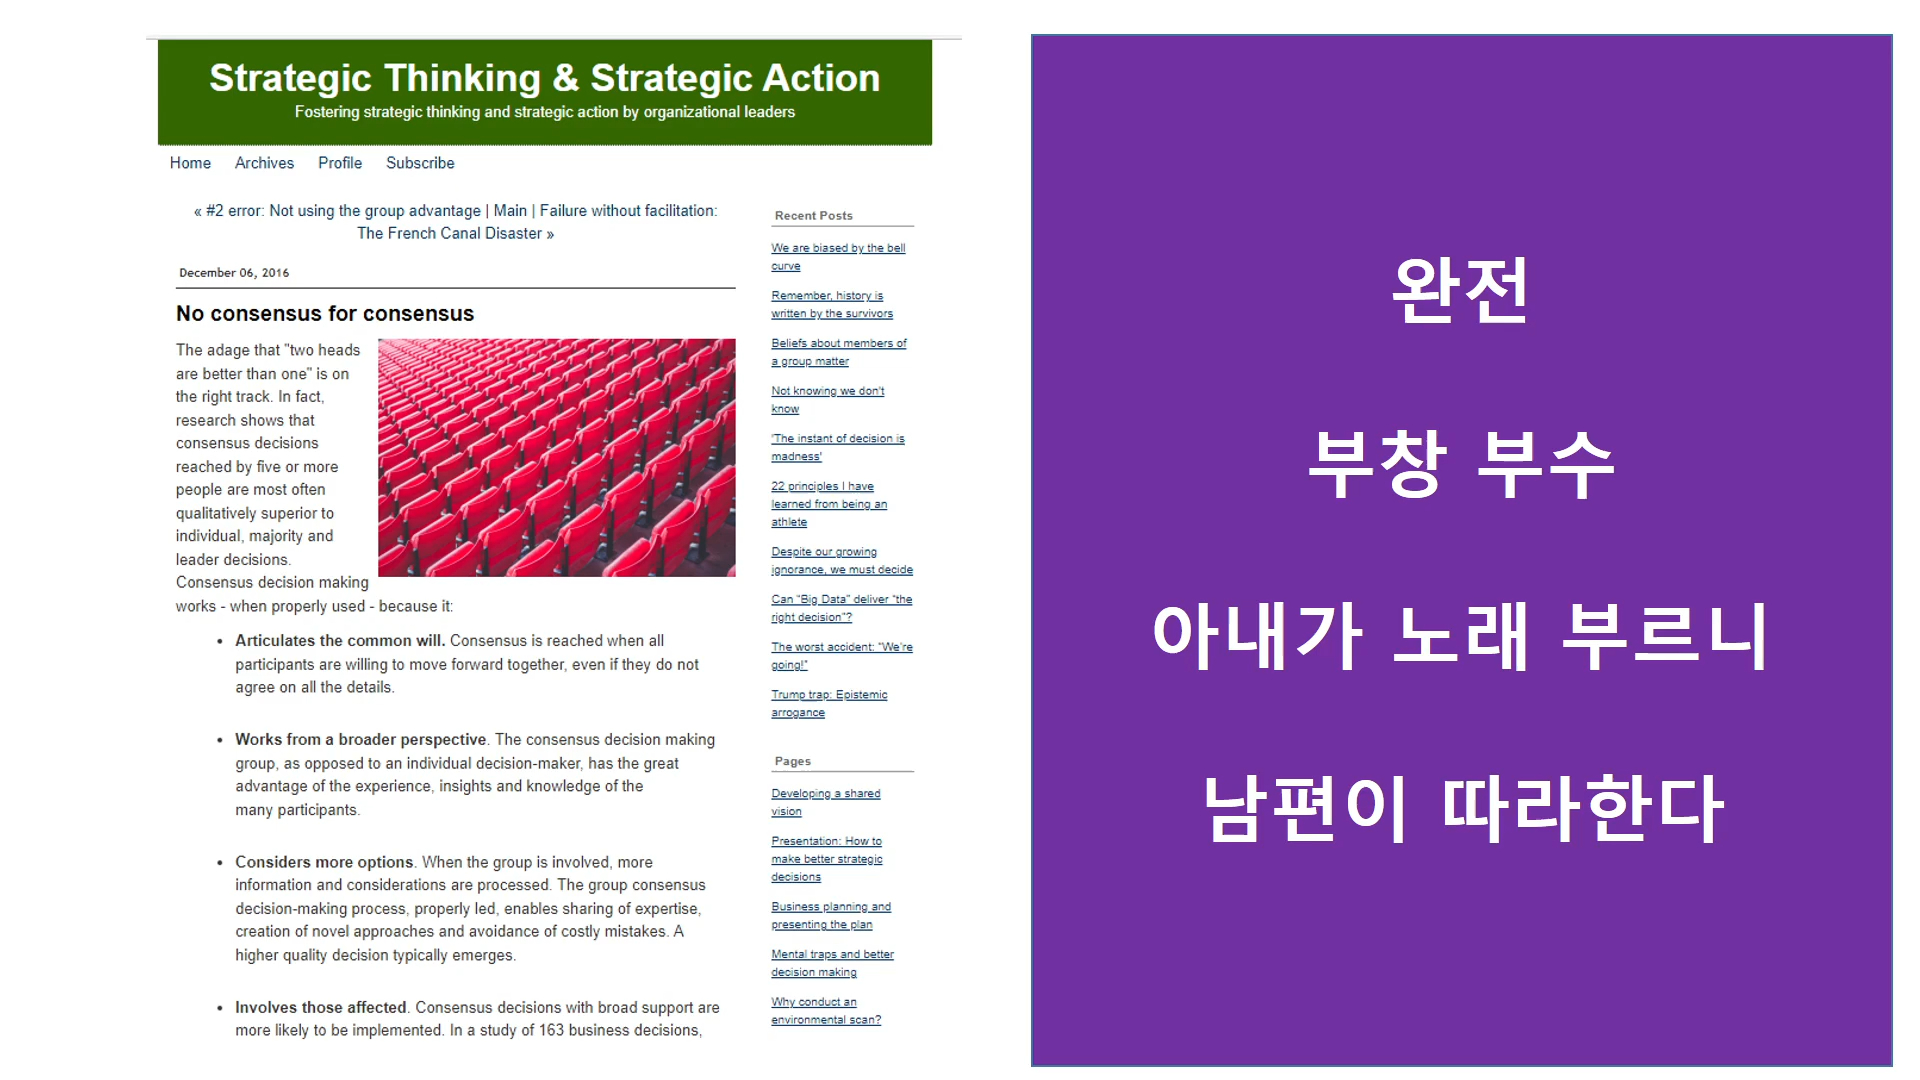 Strategic Thinking & Strategic Action
Fostering strategic thinking and strategic action by organizational leaders
Home Archives Profile Subscribe
« #2 error: Not using the group advantage | Main | Failure without facilitation:
The French Canal Disaster »
December 06, 2016
No consensus for consensus
The adage that "two heads
are better than one" is on
the right track. In fact,
research shows that
consensus decisions
reached by five or more
people are most often
qualitatively superior to
individual, majority and
leader decisions.
Consensus decision making
works - when properly used - because it:
• Articulates the common will. Consensus is reached when all
participants are willing to move forward together, even if they do not
agree on all the details.
• Works from a broader perspective. The consensus decision making
group, as opposed to an individual decision-maker, has the great
advantage of the experience, insights and knowledge of the
many participants.
• Considers more options. When the group is involved, more
information and considerations are processed. The group consensus
decision-making process, properly led, enables sharing of expertise,
creation of novel approaches and avoidance of costly mistakes. A
higher quality decision typically emerges.
• Involves those affected. Consensus decisions with broad support are
more likely to be implemented. In a study of 163 business decisions,
Recent Posts
We are biased by the bell
curve
Remember, history is
written by the survivors
Beliefs about members of
a group matter
Not knowing we don't
know
'The instant of decision is
madness'
22 principles I have
learned from being an
athlete
Despite our growing
ignorance, we must decide
Can "Big Data" deliver "the
right decision"?
The worst accident: "We're
going!"
Trump trap: Epistemic
arrogance
Pages
Developing a shared
vision
Presentation: How to
make better strategic
decisions
Business planning and
presenting the plan
Mental traps and better
decision making
Why conduct an
environmental scan?
완전
부창 부수
아내가 노래 부르니
남편이 따라한다